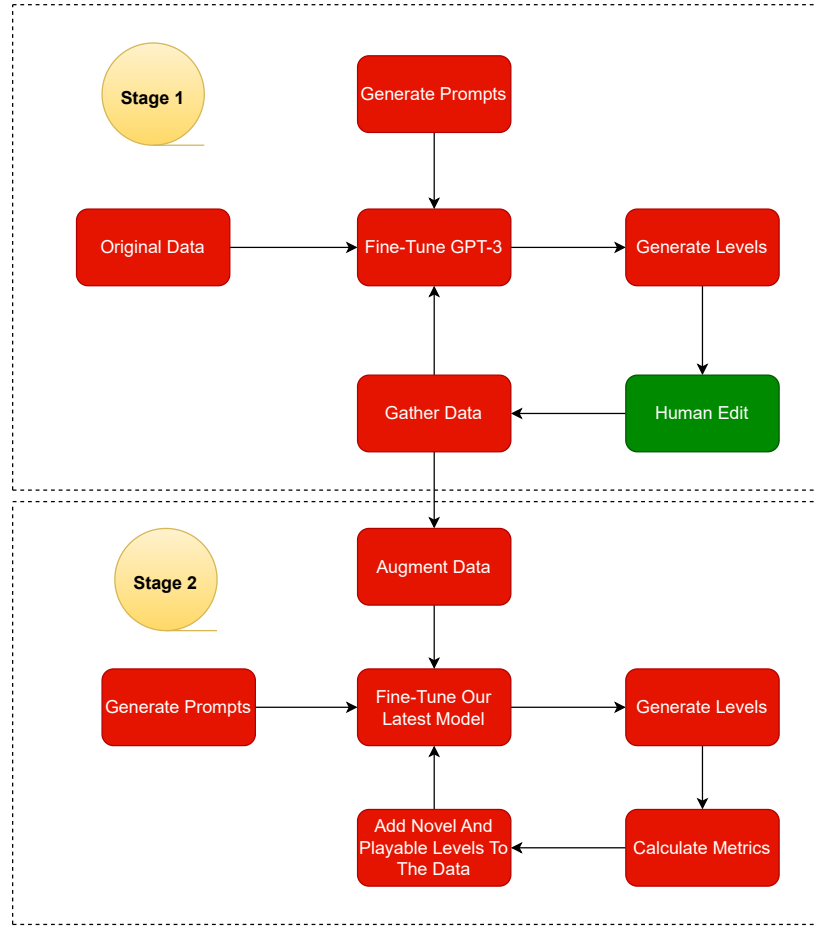 Stage 1
Generate Prompts
Original Data
Fine-Tune GPT-3
Generate Levels
Gather Data
Human Edit
Augment Data
Stage 2
Generate Prompts
Fine-Tune Our
Latest Model
Generate Levels
Add Novel And
Playable Levels To
The Data
Calculate Metrics